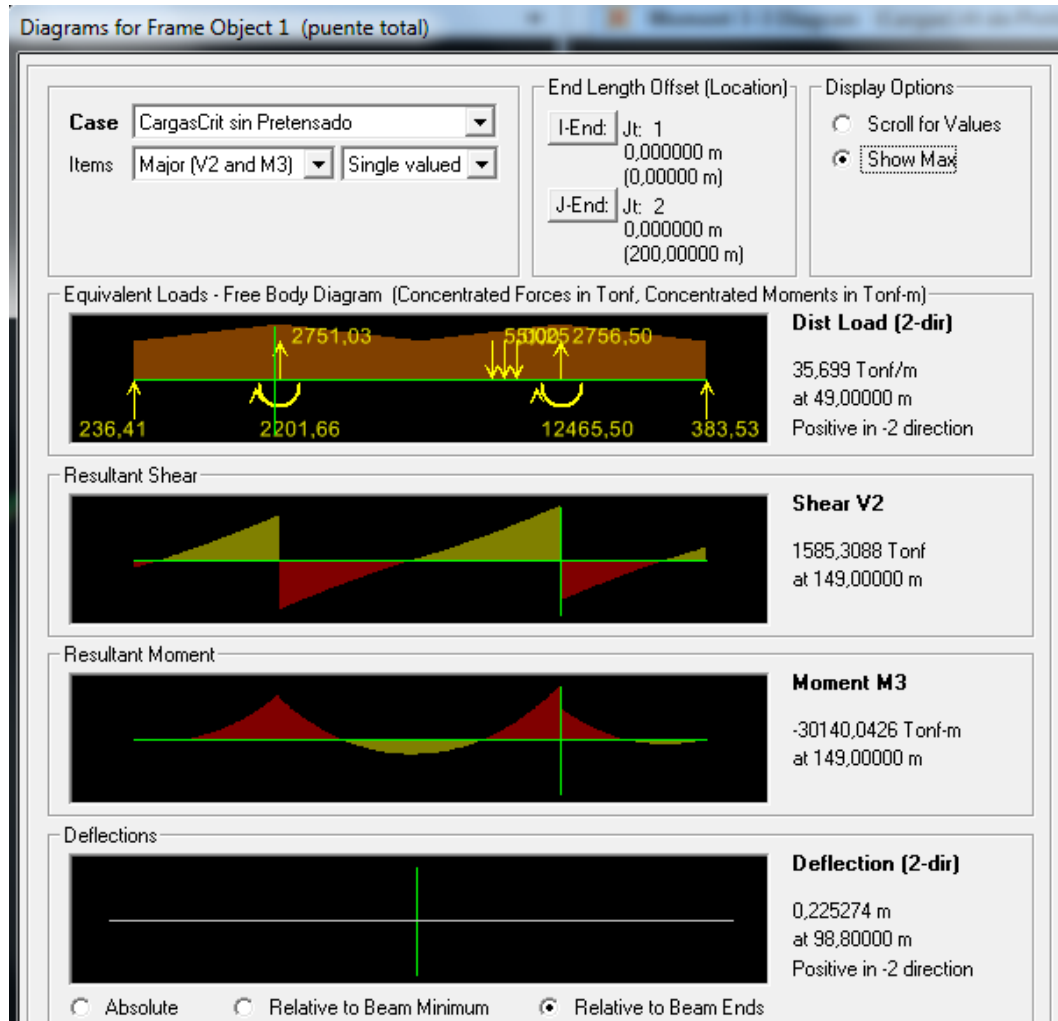 Diagrams for Frame Object 1 (puente total)
Case CargasCrit sin Pretensado
Items Major (V2 and M3) Single valued
End Length Offset (Location)
I-End: Jt: 1
0,000000 m
(0,00000 m)
J-End: Jt: 2
0,000000 m
(200,00000 m)
Display Options
Scroll for Values
Show Max
Equivalent Loads - Free Body Diagram (Concentrated Forces in Tonf, Concentrated Moments in Tonf-m)
2751,03 2756,50
236,41 2201,66 12465,50 383,53
Dist Load (2-dir)
35,699 Tonf/m
at 49,00000 m
Positive in -2 direction
Resultant Shear
Shear V2
1585,3088 Tonf
at 149,00000 m
Resultant Moment
Moment M3
-30140,0426 Tonf-m
at 149,00000 m
Deflections
Deflection (2-dir)
0,225274 m
at 98,80000 m
Positive in -2 direction
Absolute Relative to Beam Minimum Relative to Beam Ends